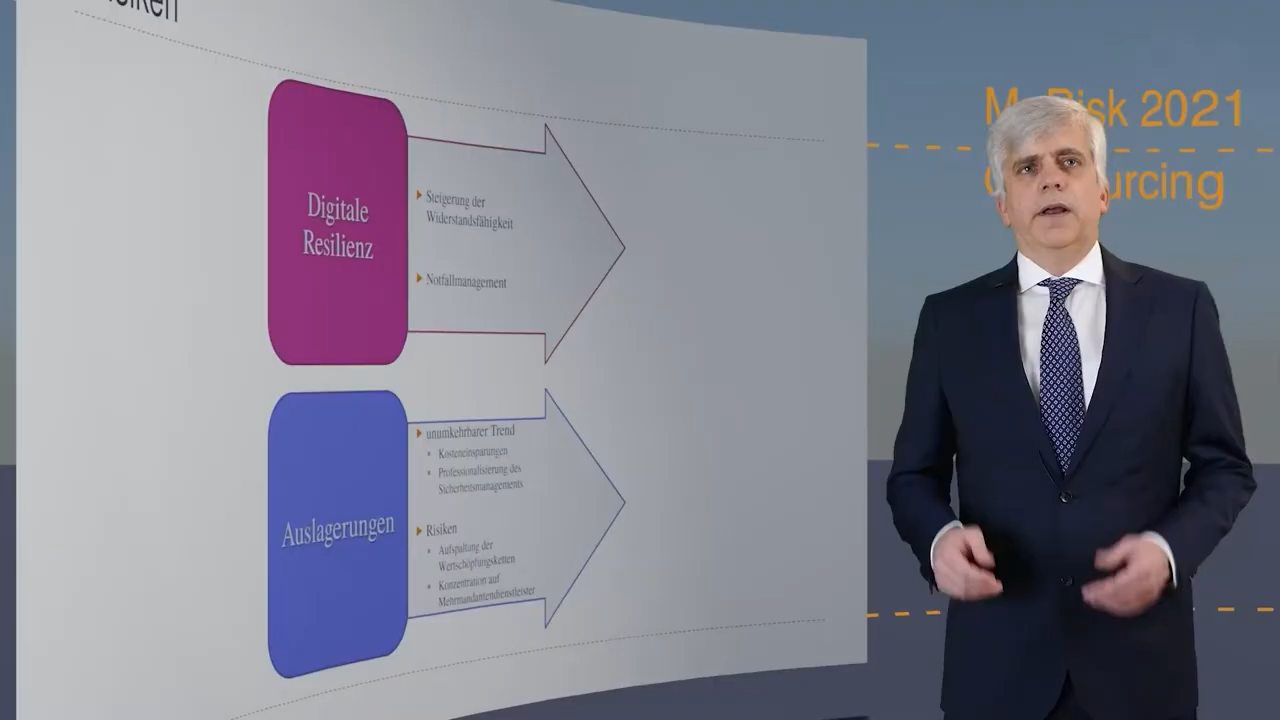 Digitale
Resilienz
Steigerung der
Widerstandsfähigkeit
Notfallmanagement
Auslagerungen
unumkehrbarer Trend
Kosteneinsparungen
Professionalisierung des
Sicherheitsmanagements
Risiken
Aufspaltung der
Wertschöpfungsketten
Konzentration auf
Mehrmandantendienstleister
2021